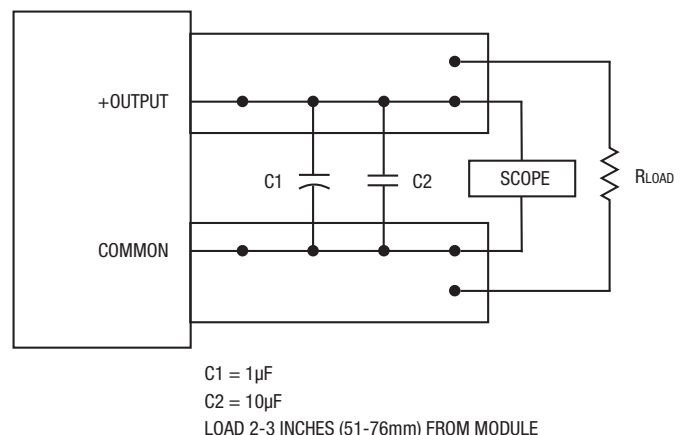 +OUTPUT
C1
C2
SCOPE
RLOAD
COMMON
C1 = 1µF
C2 = 10µF
LOAD 2-3 INCHES (51-76mm) FROM MODULE